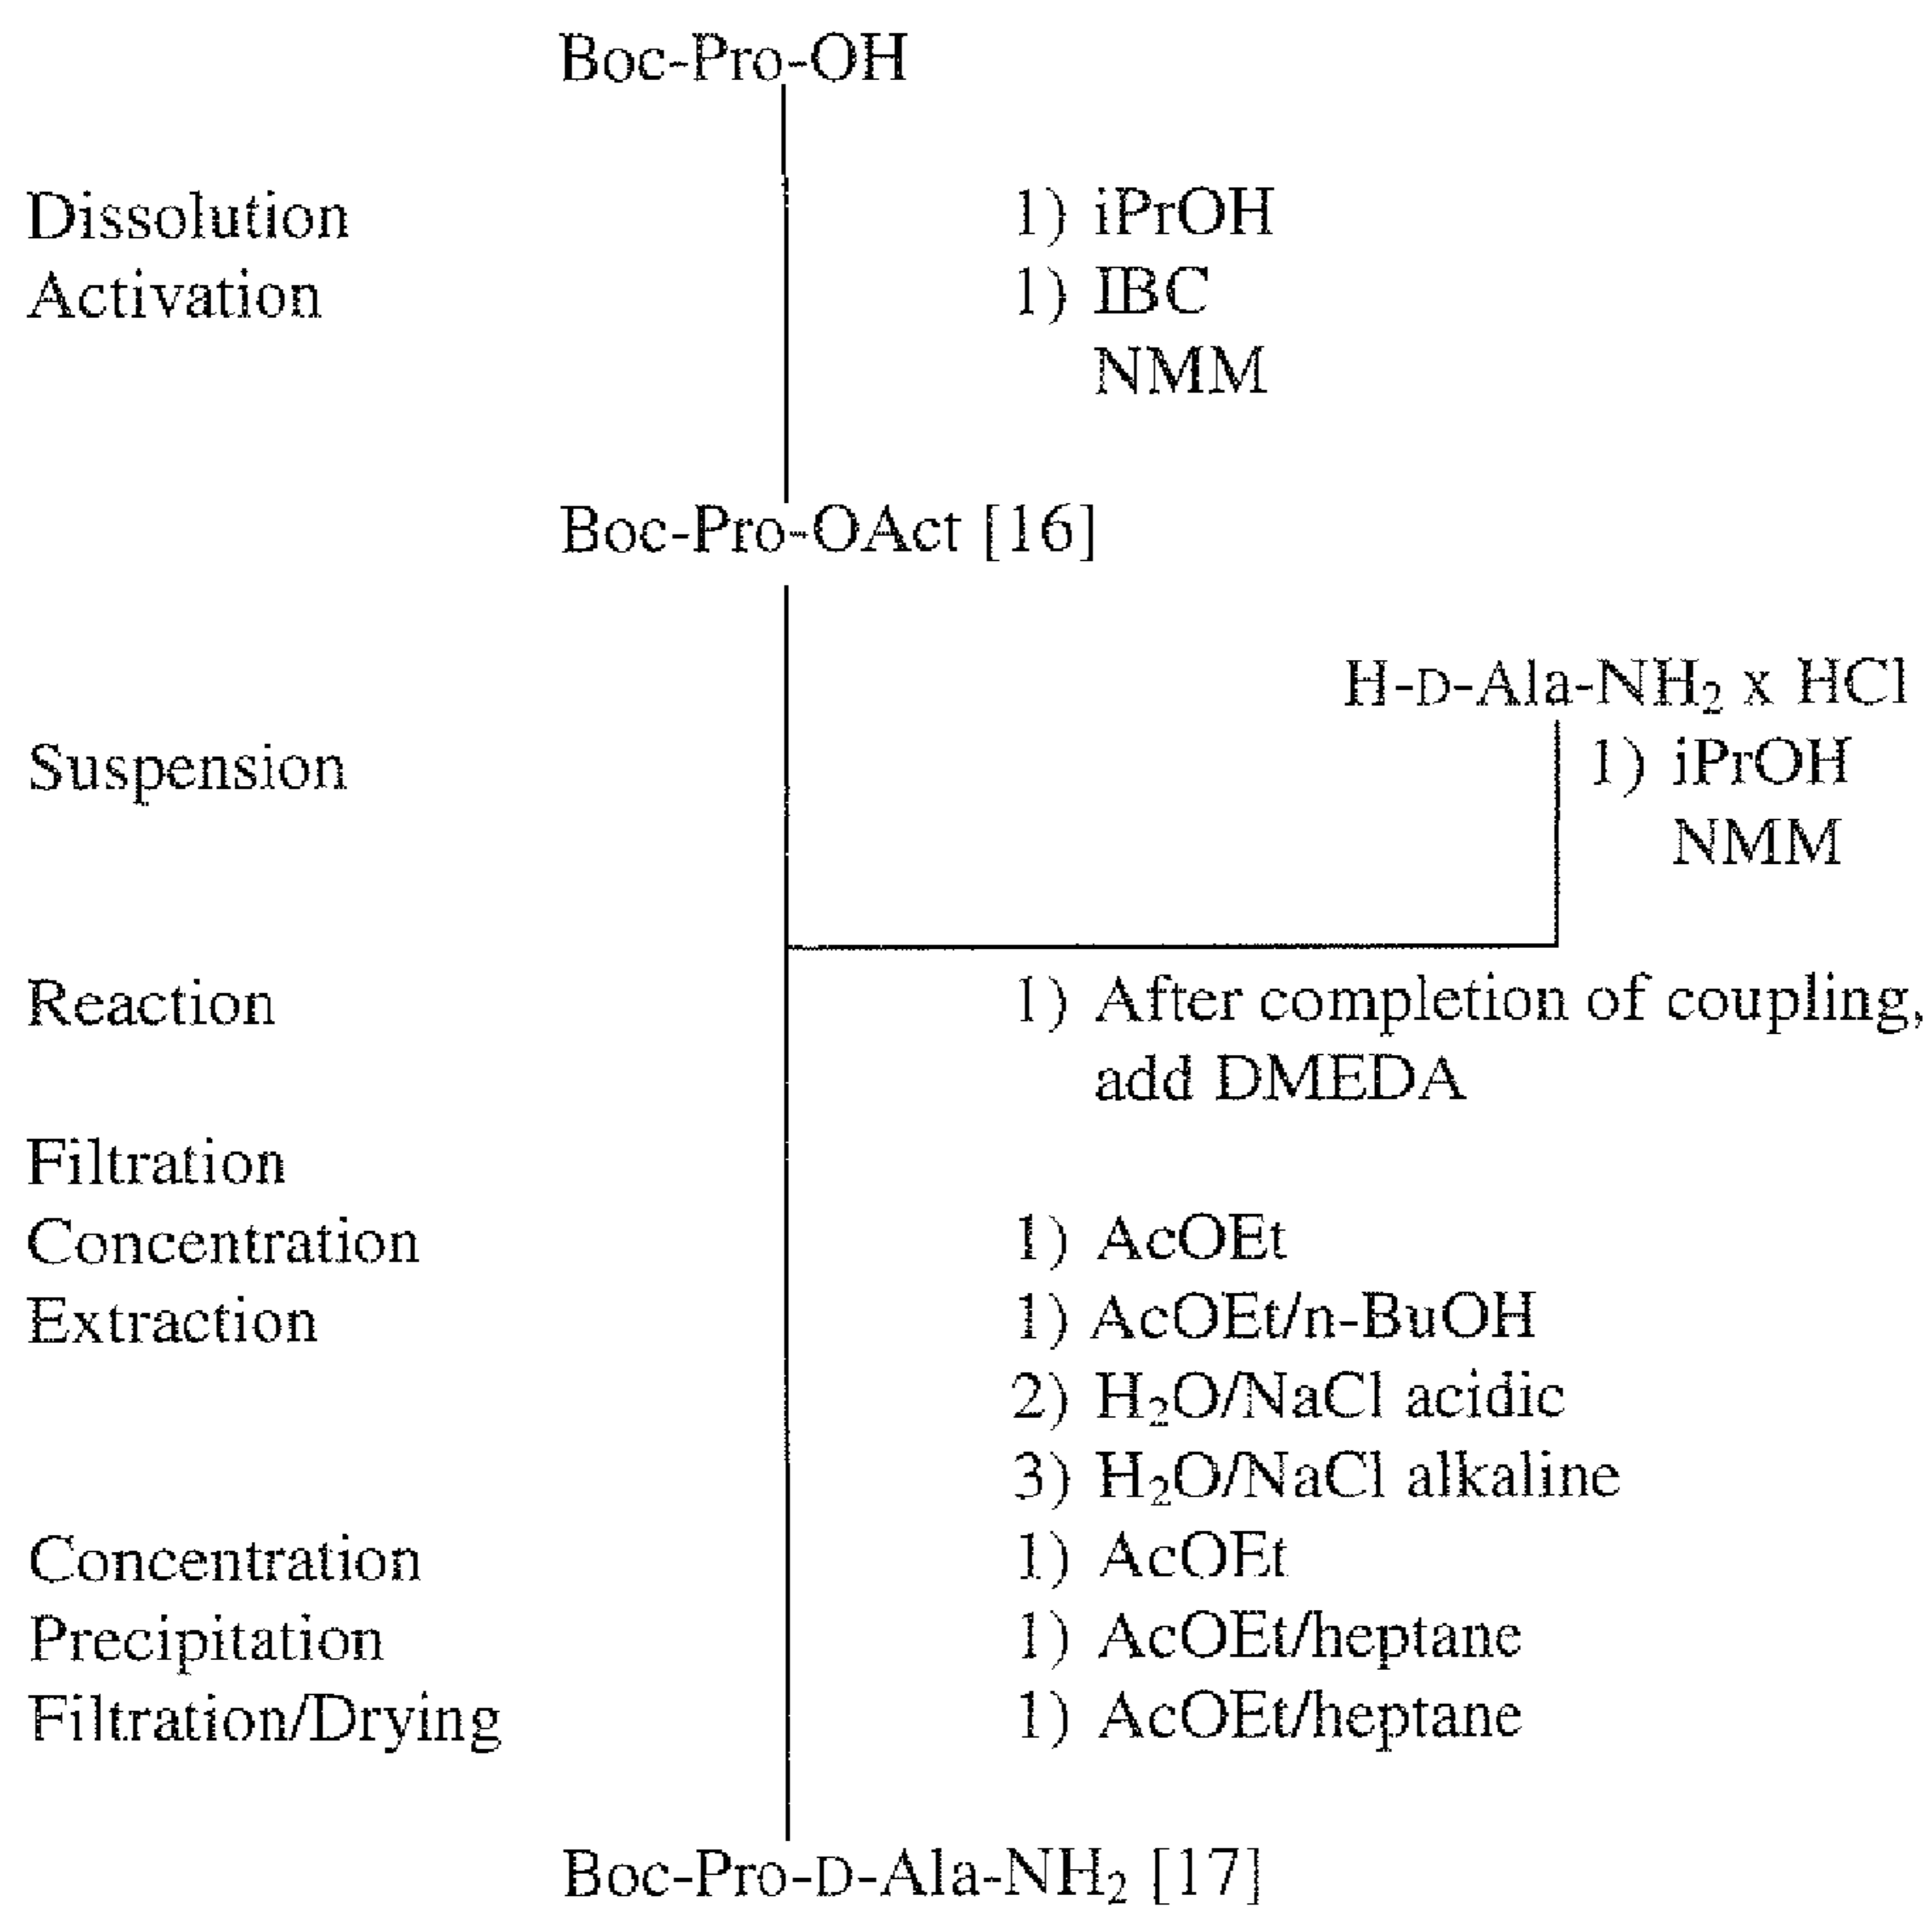 Boc-Pro-OH
Dissolution 1) iPrOH
Activation 1) IBC
NMM
Boc-Pro-OAct [16]
H-D-Ala-NH₂ x HCl
Suspension 1) iPrOH
NMM
Reaction 1) After completion of coupling,
add DMEDA
Filtration
Concentration 1) AcOEt
Extraction 1) AcOEt/n-BuOH
2) H₂O/NaCl acidic
3) H₂O/NaCl alkaline
Concentration 1) AcOEt
Precipitation 1) AcOEt/heptane
Filtration/Drying 1) AcOEt/heptane
Boc-Pro-D-Ala-NH₂ [17]